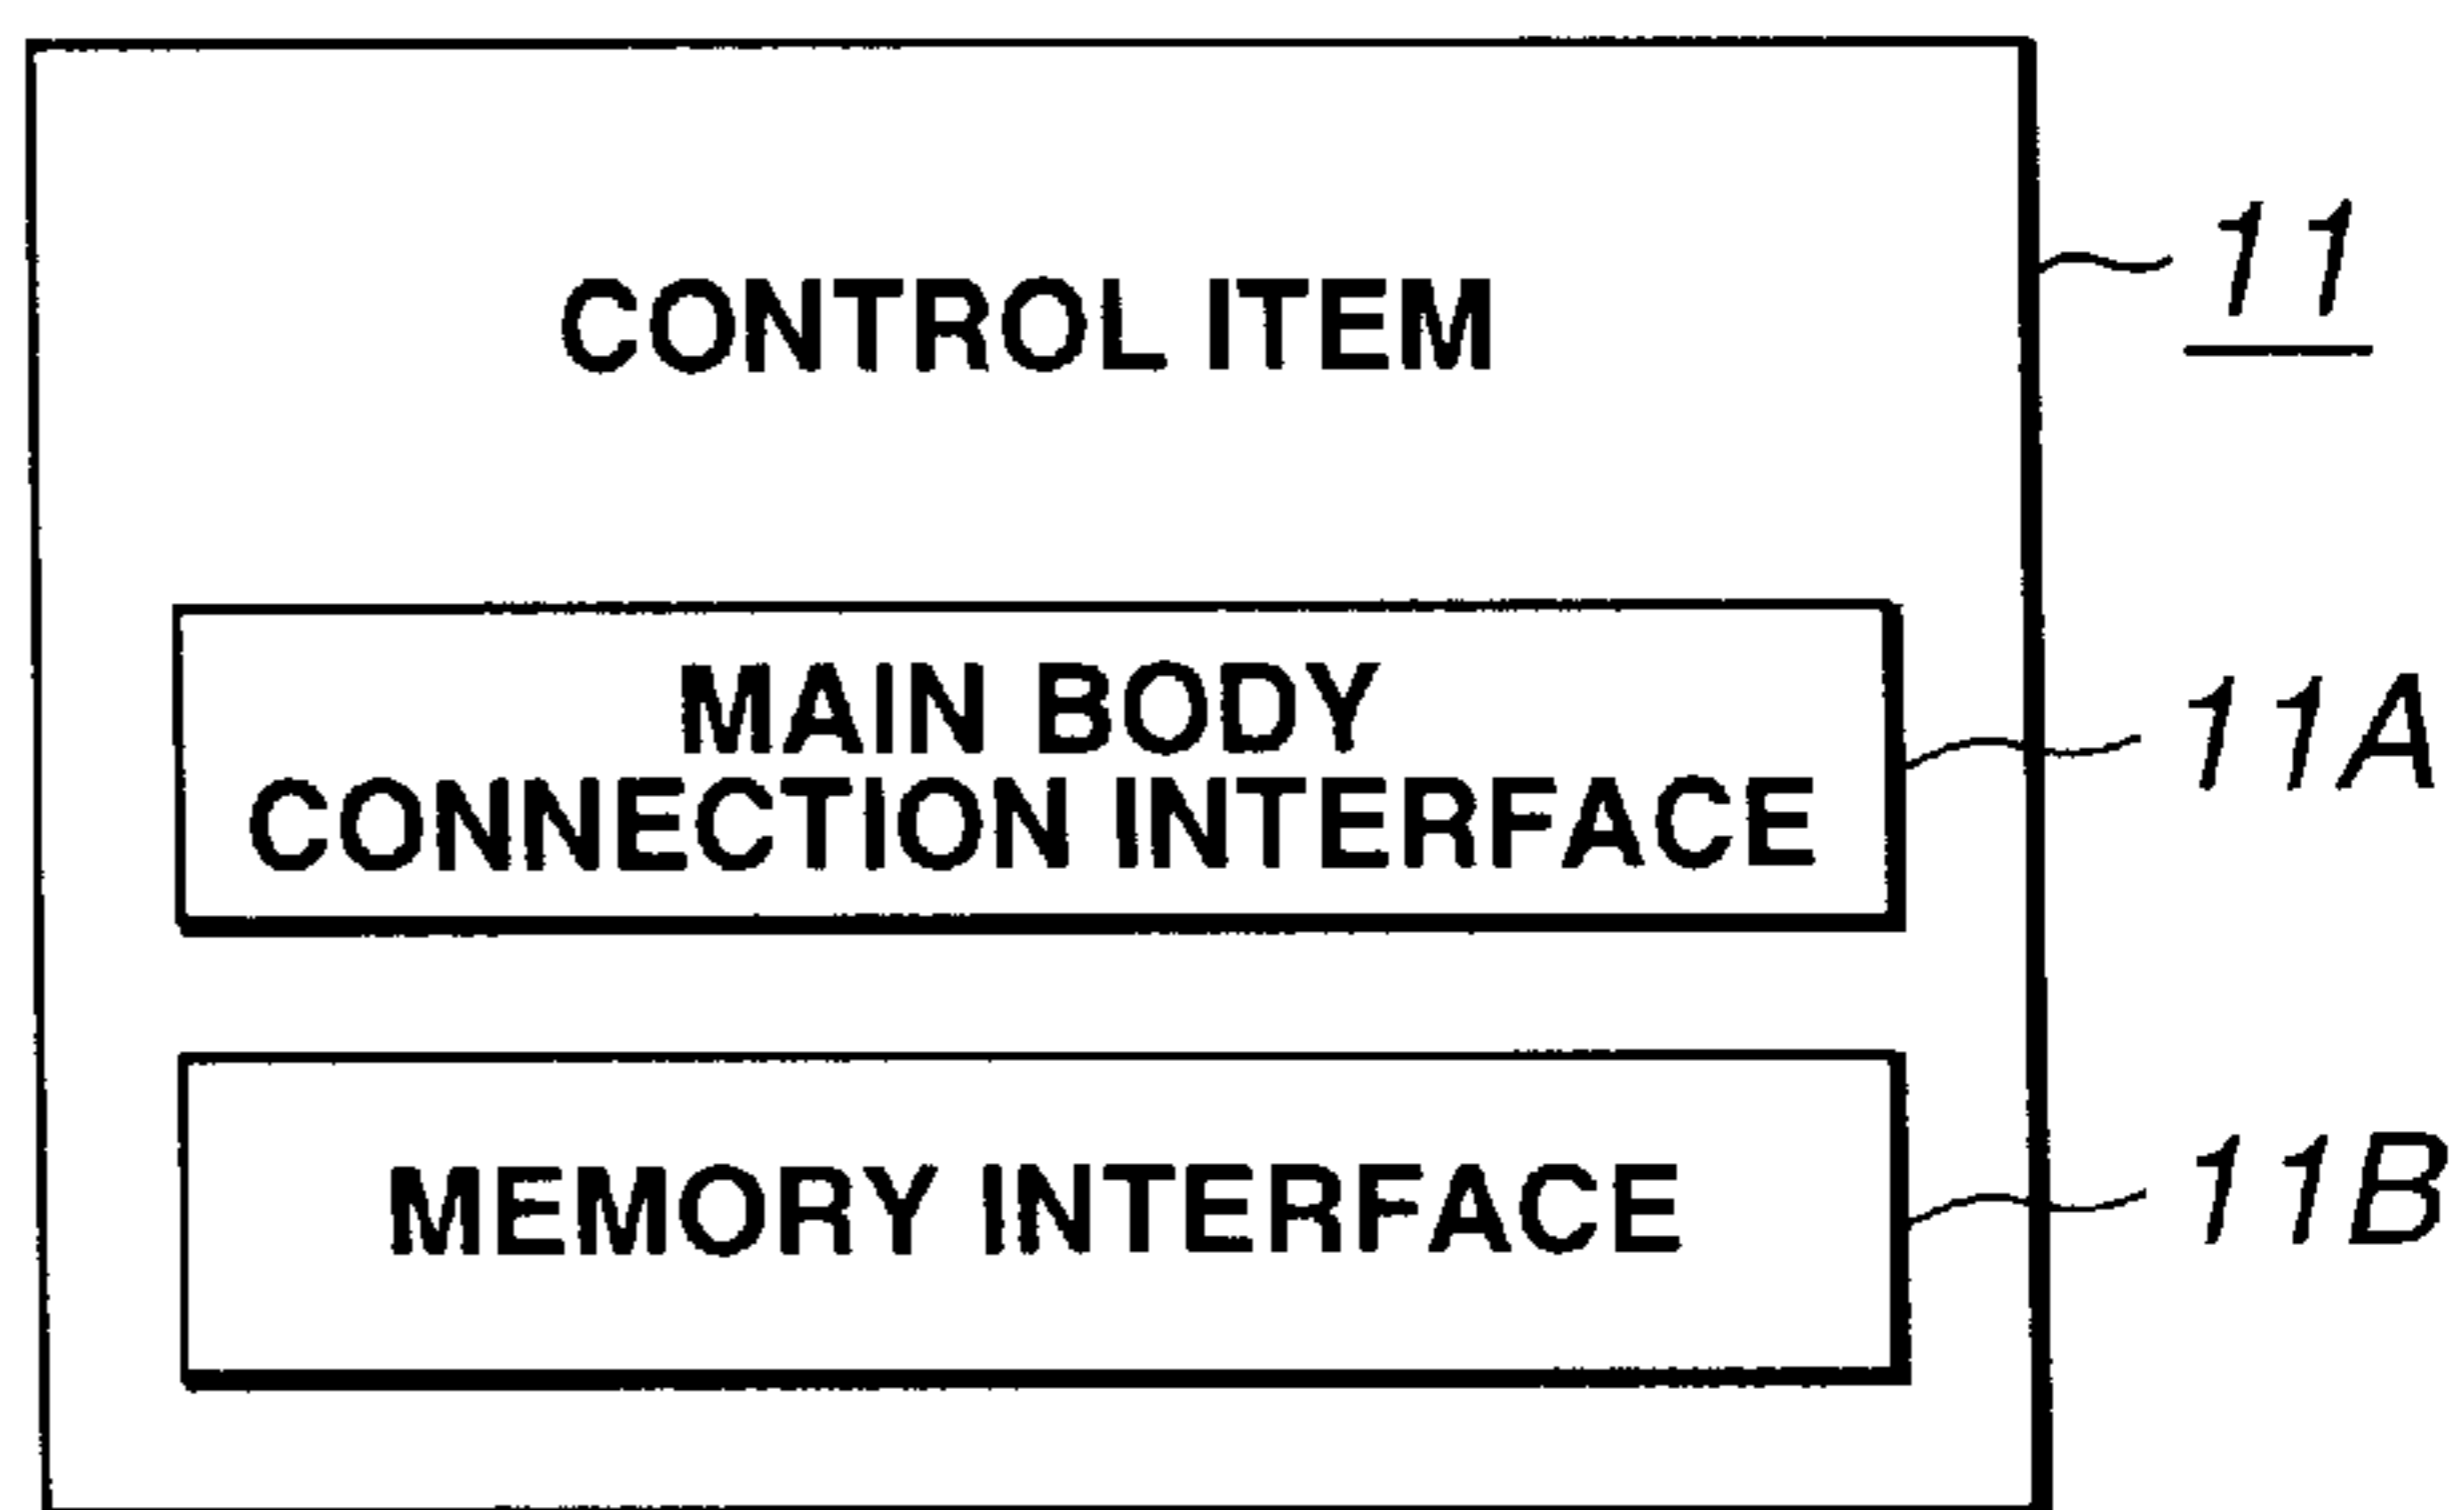 CONTROL ITEM
11
MAIN BODY
CONNECTION INTERFACE
11A
MEMORY INTERFACE
11B